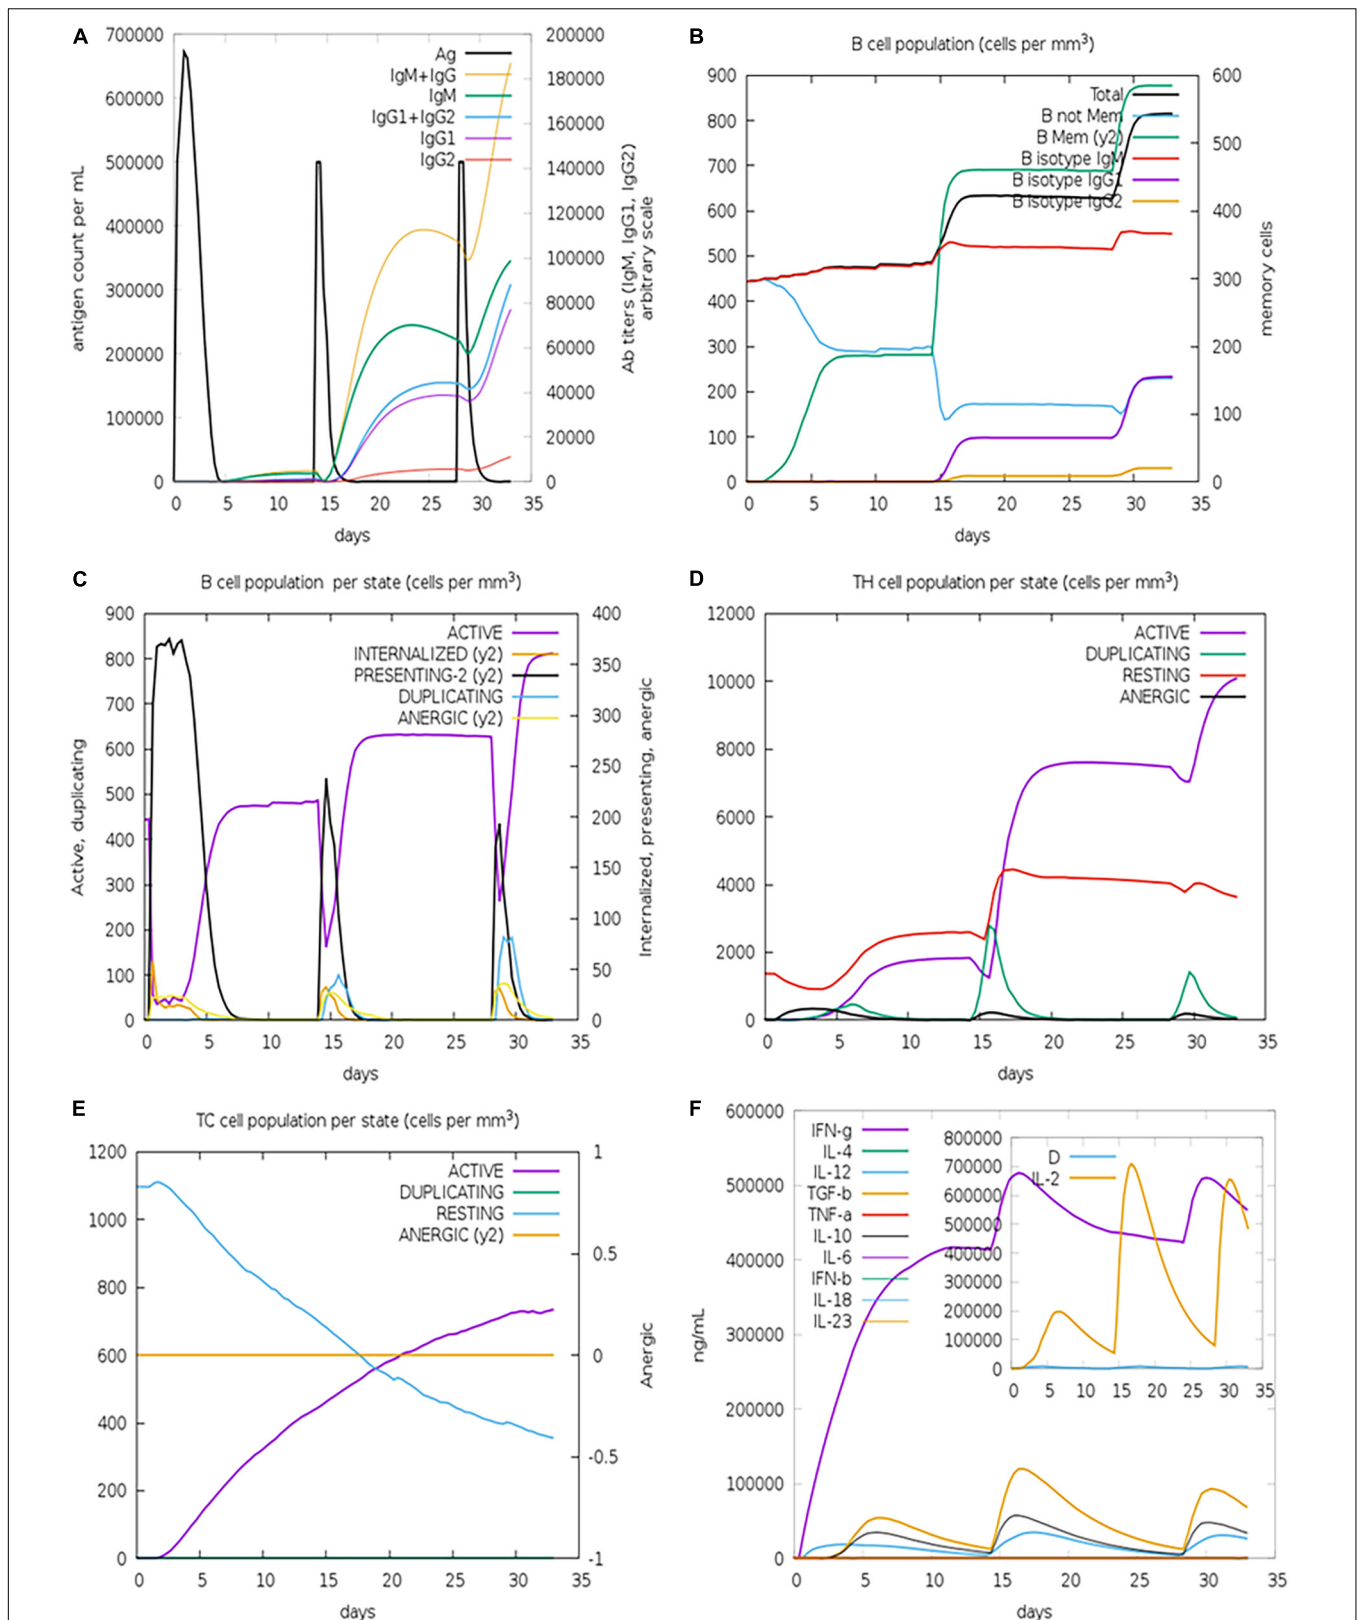 A
700000
600000
500000
400000
300000
200000
100000
0
antigen count per mL
Ag
IgM+IgG
IgM
IgG1+IgG2
IgG1
IgG2
200000
180000
160000
140000
120000
100000
80000
60000
40000
20000
0
Ab titers (IgM, IgG1, IgG2)
arbitrary scale
0 5 10 15 20 25 30 35
days
B
B cell population (cells per mm³)
900
800
700
600
500
400
300
200
100
0
Total
B not Mem
B Mem (y2)
B isotype IgM
B isotype IgG1
B isotype IgG2
600
500
400
300
200
100
0
memory cells
0 5 10 15 20 25 30 35
days
C
B cell population per state (cells per mm³)
900
800
700
600
500
400
300
200
100
0
Active, duplicating
ACTIVE
INTERNALIZED (y2)
PRESENTING-2 (y2)
DUPLICATING
ANERGIC (y2)
400
350
300
250
200
150
100
50
0
Internalized, presenting, anergic
0 5 10 15 20 25 30 35
days
D
TH cell population per state (cells per mm³)
12000
10000
8000
6000
4000
2000
0
ACTIVE
DUPLICATING
RESTING
ANERGIC
0 5 10 15 20 25 30 35
days
E
TC cell population per state (cells per mm³)
1200
1000
800
600
400
200
0
ACTIVE
DUPLICATING
RESTING
ANERGIC (y2)
1
0.5
0
-0.5
-1
Anergic
0 5 10 15 20 25 30 35
days
F
600000
500000
400000
300000
200000
100000
0
ng/mL
IFN-g
IL-4
IL-12
TGF-b
TNF-a
IL-10
IL-6
IFN-b
IL-18
IL-23
800000
700000
600000
500000
400000
300000
200000
100000
0
D
IL-2
0 5 10 15 20 25 30 35
0 5 10 15 20 25 30 35
days